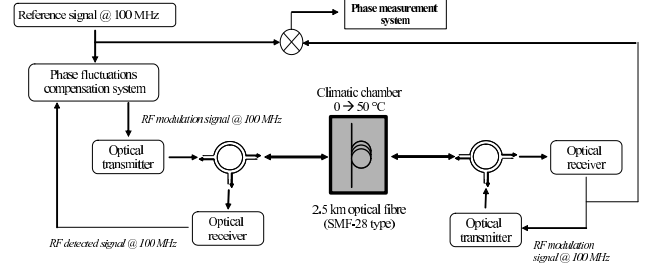 Reference signal @ 100 MHz
Phase measurement
system
Phase fluctuations
compensation system
Climatic chamber
0 → 50 °C
RF modulation signal @ 100 MHz
Optical
transmitter
Optical
receiver
2.5 km optical fibre
(SMF-28 type)
Optical
receiver
Optical
transmitter
RF detected signal @ 100 MHz
RF modulation
signal @ 100 MHz